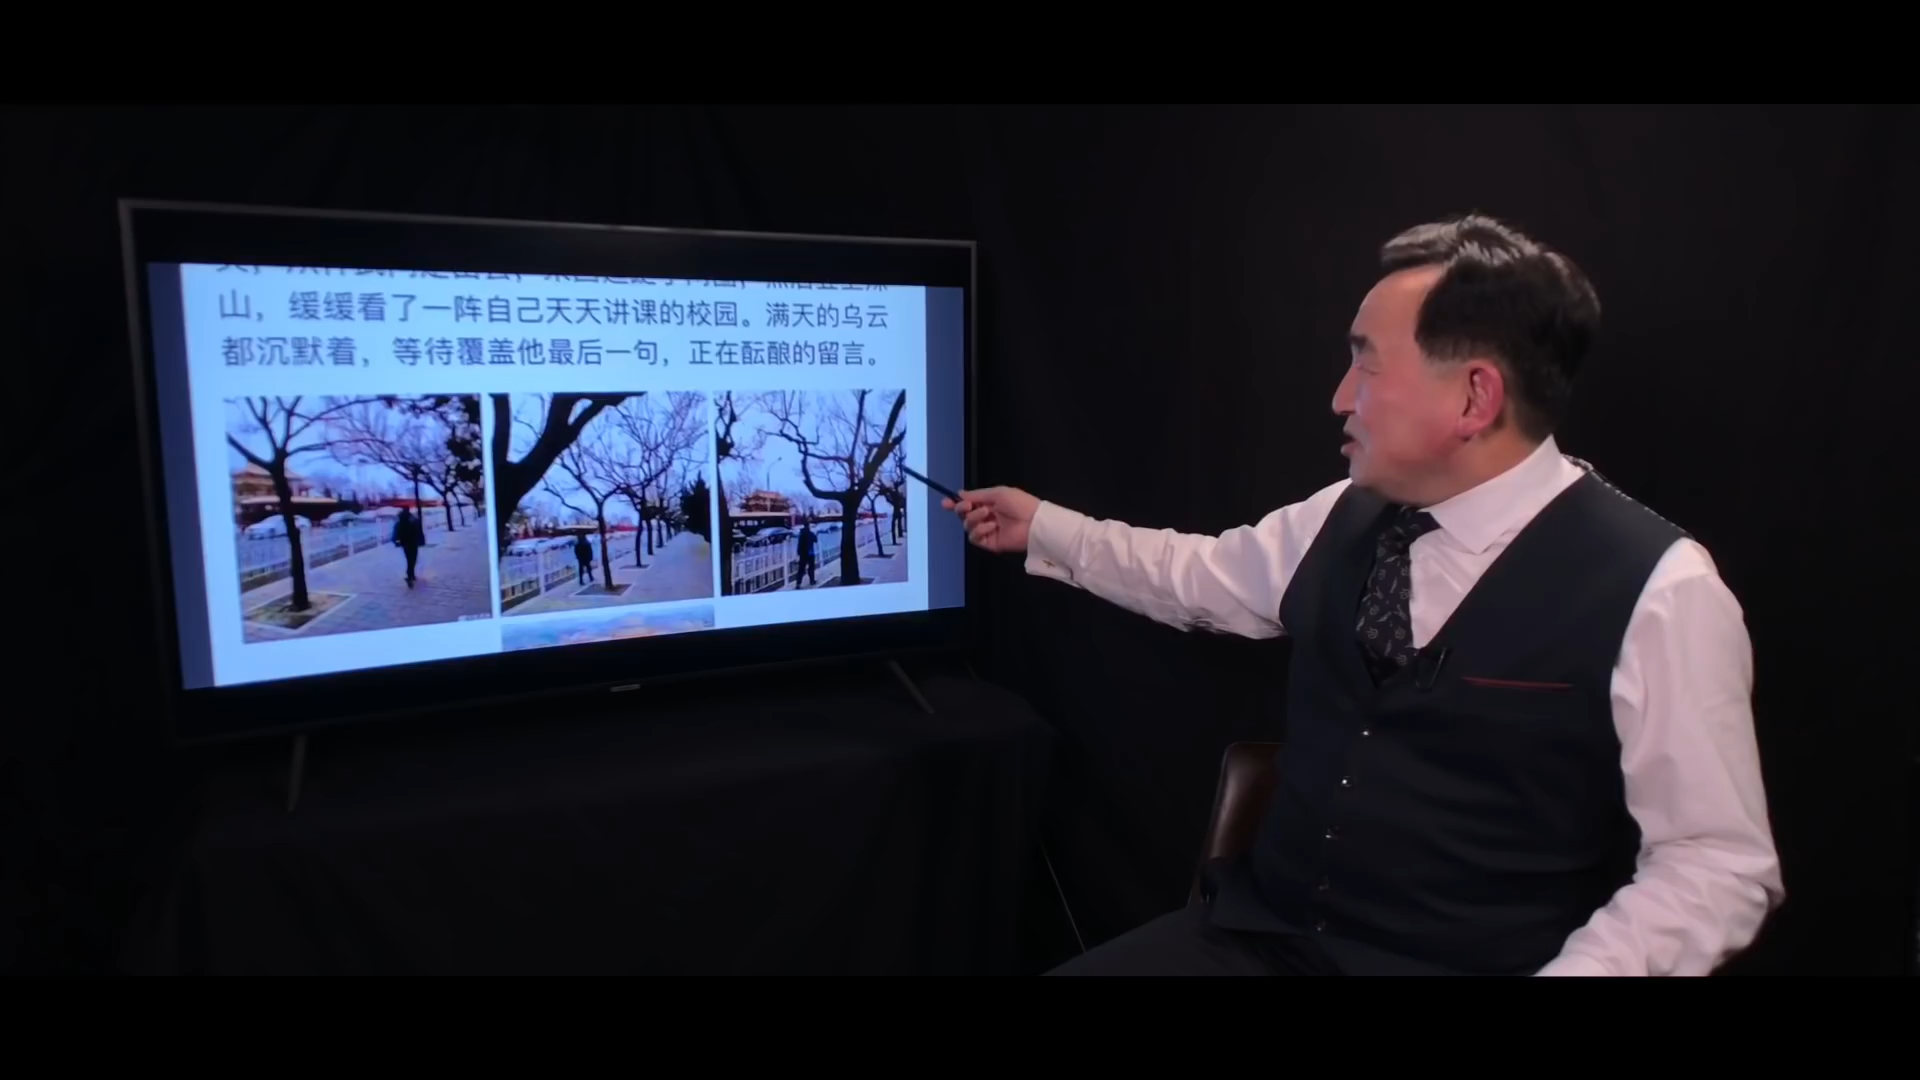 山，缓缓看了一阵自己天天讲课的校园。满天的乌云
都沉默着，等待覆盖他最后一句，正在酝酿的留言。